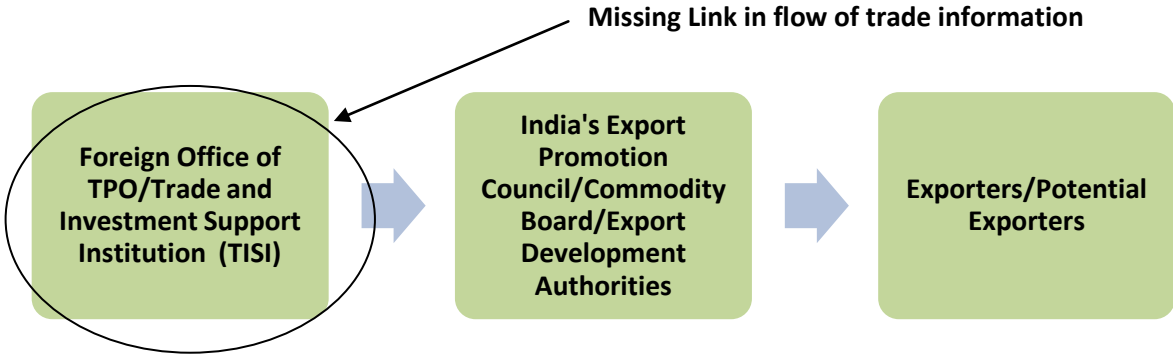 Missing Link in flow of trade information
Foreign Office of
TPO/Trade and
Investment Support
Institution (TISI)
India's Export
Promotion
Council/Commodity
Board/Export
Development
Authorities
Exporters/Potential
Exporters